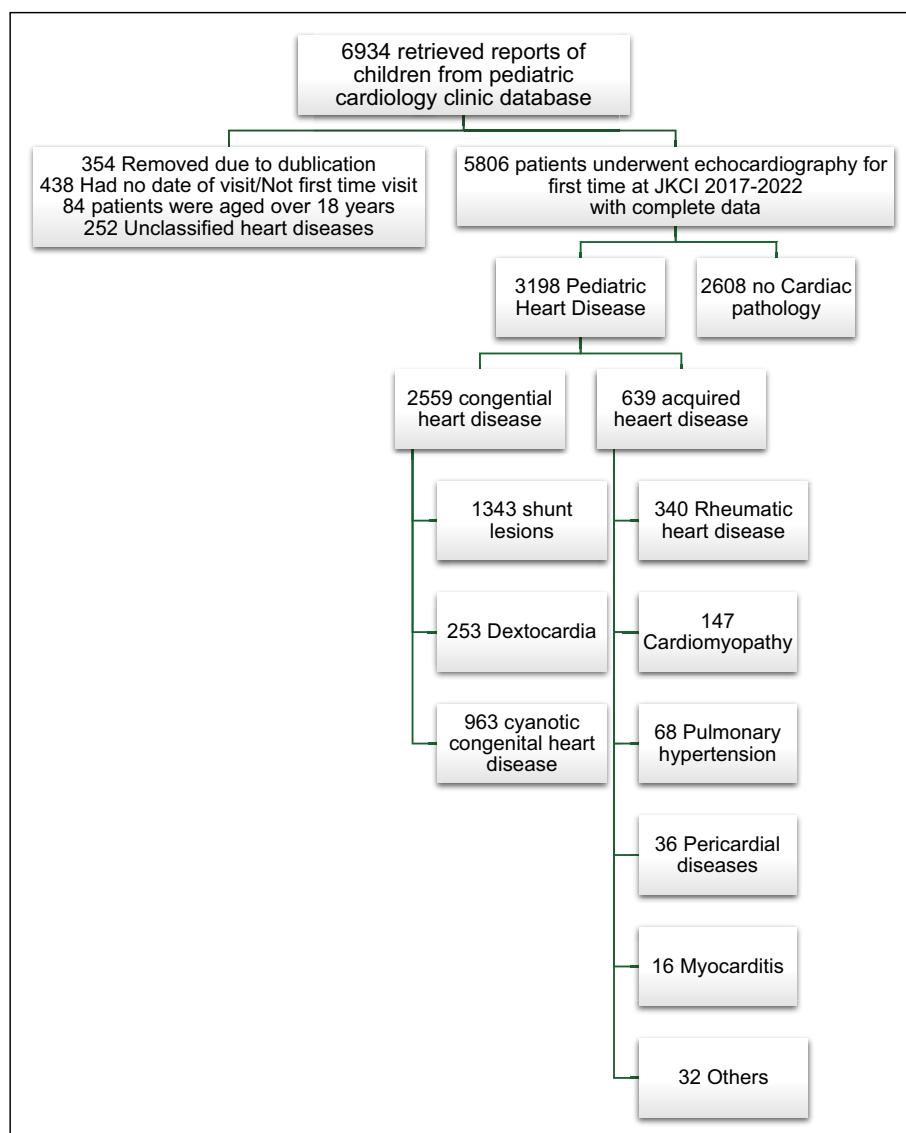 6934 retrieved reports of
children from pediatric
cardiology clinic database
354 Removed due to dublication
438 Had no date of visit/Not first time visit
84 patients were aged over 18 years
252 Unclassified heart diseases
5806 patients underwent echocardiography for
first time at JKCI 2017-2022
with complete data
3198 Pediatric
Heart Disease
2608 no Cardiac
pathology
2559 congential
heart disease
639 acquired
heaert disease
1343 shunt
lesions
253 Dextocardia
963 cyanotic
congenital heart
disease
340 Rheumatic
heart disease
147
Cardiomyopathy
68 Pulmonary
hypertension
36 Pericardial
diseases
16 Myocarditis
32 Others